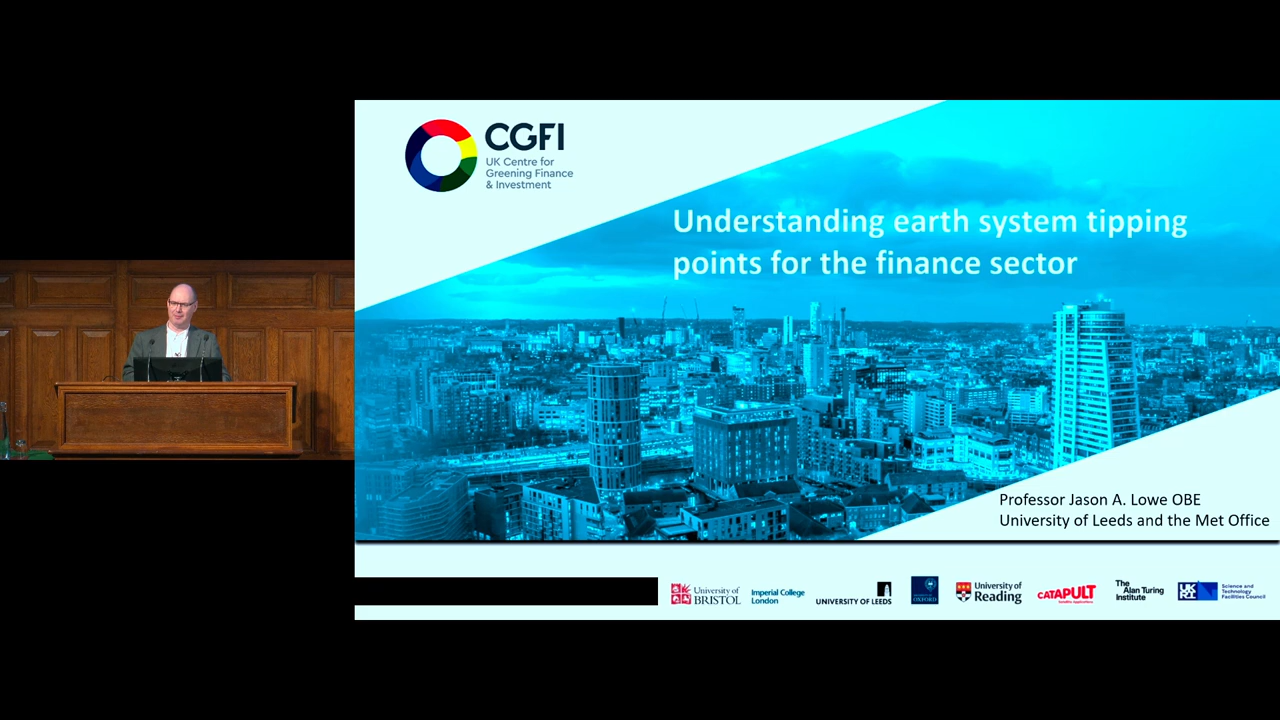 CGFI
UK Centre for
Greening Finance
& Investment
Understanding earth system tipping
points for the finance sector
Professor Jason A. Lowe OBE
University of Leeds and the Met Office
University of
BRISTOL
Imperial College
London
UNIVERSITY OF LEEDS
OXFORD
University of
Reading
CATAPULT
Satellite Applications
The
Alan Turing
Institute
UK
RI
Science and
Technology
Facilities Council